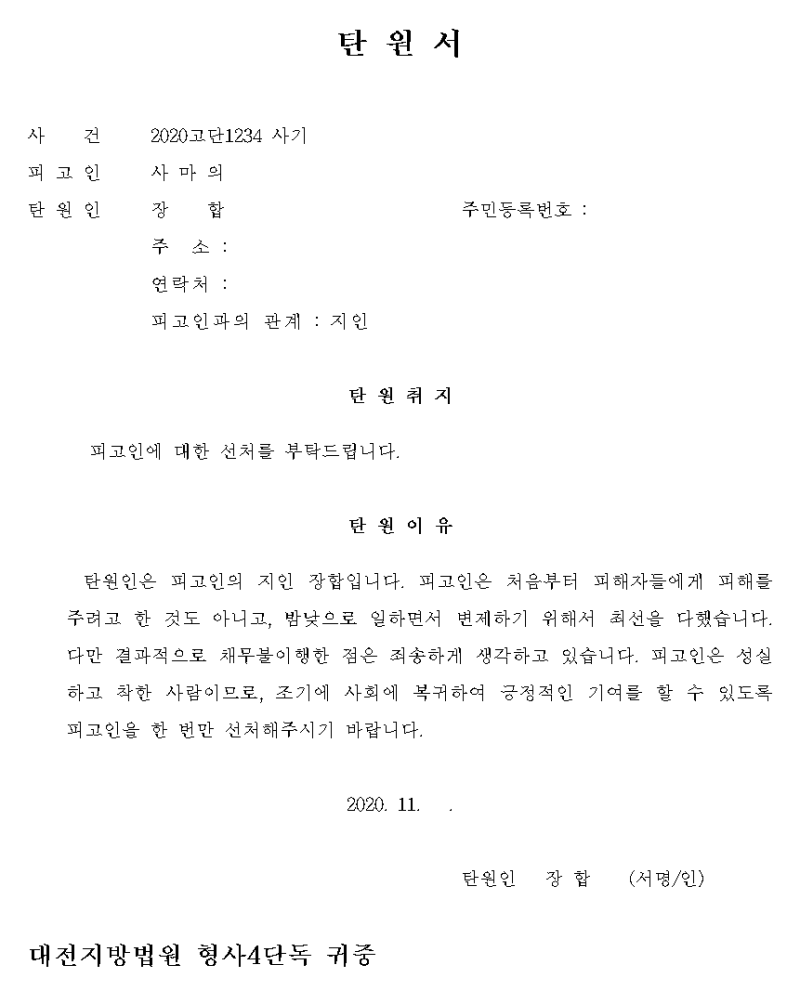 탄 원 서
사 건 2020고단1234 사기
피 고 인 사 마 의
탄 원 인 장 합 주민등록번호 :
주 소 :
연락처 :
피고인과의 관계 : 지인
탄 원 취 지
피고인에 대한 선처를 부탁드립니다.
탄 원 이 유
탄원인은 피고인의 지인 장합입니다. 피고인은 처음부터 피해자들에게 피해를
주려고 한 것도 아니고, 밤낮으로 일하면서 변제하기 위해서 최선을 다했습니다.
다만 결과적으로 채무불이행한 점은 죄송하게 생각하고 있습니다. 피고인은 성실
하고 착한 사람이므로, 조기에 사회에 복귀하여 긍정적인 기여를 할 수 있도록
피고인을 한 번만 선처해주시기 바랍니다.
2020. 11. .
탄원인 장 합 (서명/인)
대전지방법원 형사4단독 귀중